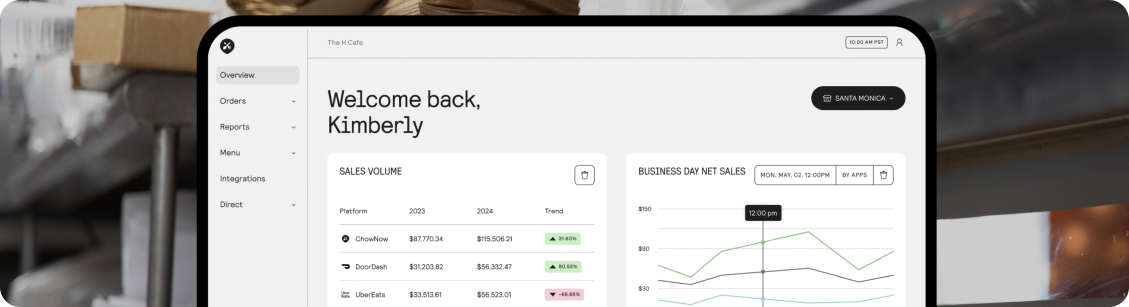 The H Cafe
10:00 AM PST
Overview
Orders
Reports
Menu
Integrations
Direct
Welcome back,
Kimberly
SANTA MONICA
SALES VOLUME
Platform 2023 2024 Trend
ChowNow $87,770.34 $115,506.21 31.60%
DoorDash $31,203.82 $56,332.47 80.53%
UberEats $33,513.61 $56,523.01 -68.85%
BUSINESS DAY NET SALES
MON. MAY. 02. 12:00PM BY APPS
12:00 pm
$150
$90
$30